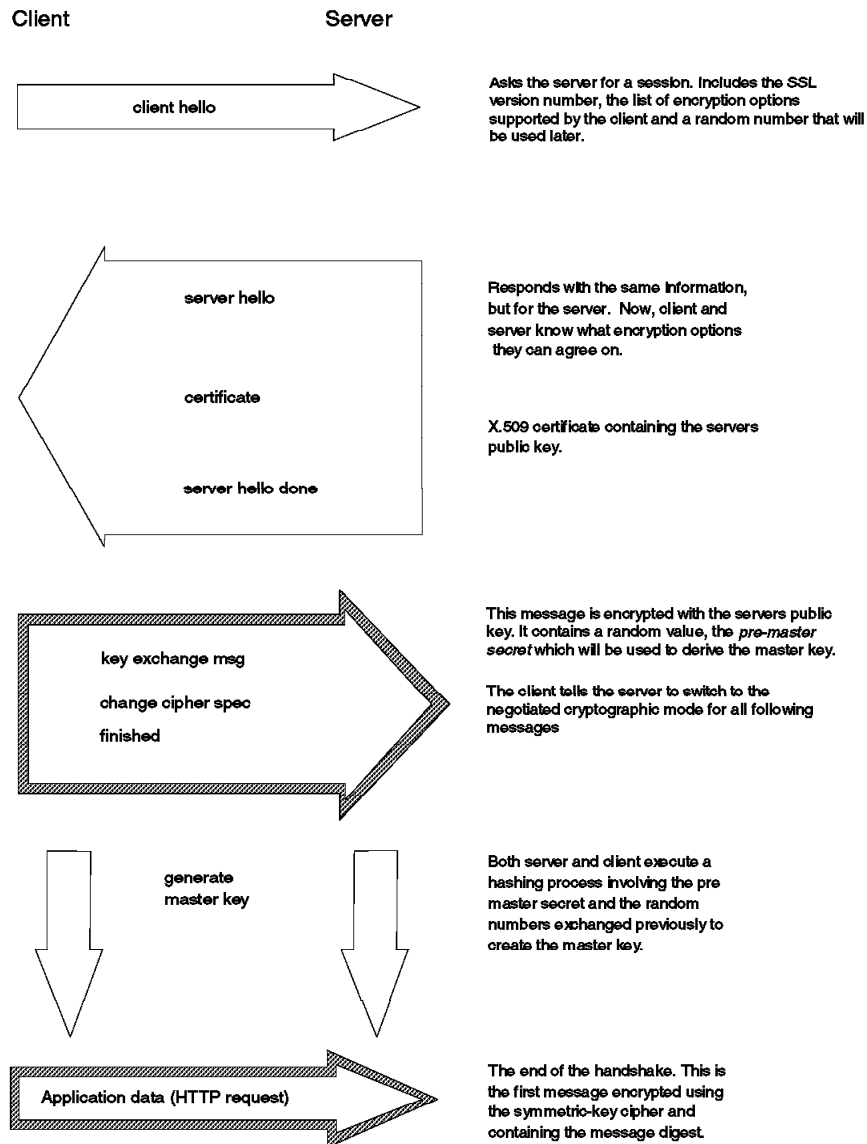 Client Server
client hello
Asks the server for a session. Includes the SSL
version number, the list of encryption options
supported by the client and a random number that will
be used later.
server hello
Responds with the same information,
but for the server. Now, client and
server know what encryption options
they can agree on.
certificate
X.509 certificate containing the servers
public key.
server hello done
key exchange msg
This message is encrypted with the servers public
key. It contains a random value, the pre-master
secret which will be used to derive the master key.
change cipher spec
The client tells the server to switch to the
negotiated cryptographic mode for all following
messages
finished
generate
master key
Both server and client execute a
hashing process involving the pre
master secret and the random
numbers exchanged previously to
create the master key.
Application data (HTTP request)
The end of the handshake. This is
the first message encrypted using
the symmetric-key cipher and
containing the message digest.